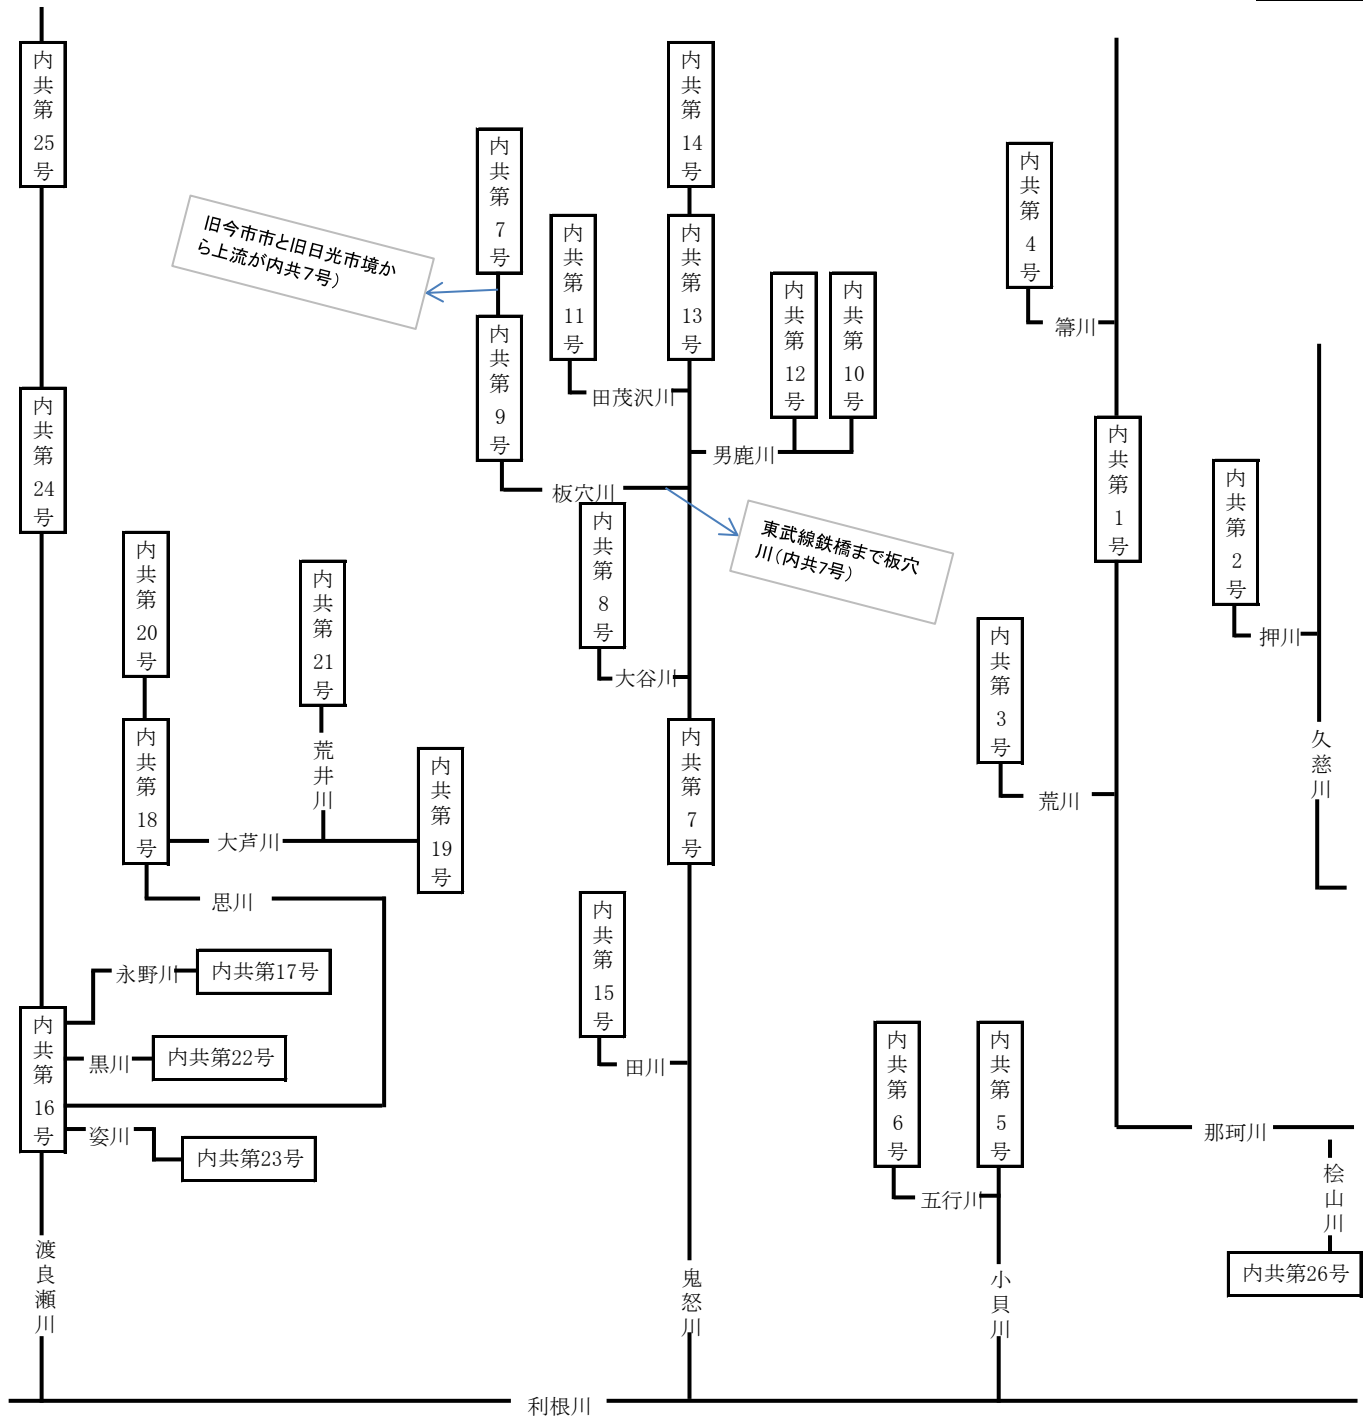 内共第25号
内共第24号
内共第20号
内共第18号
内共第21号
荒井川
内共第19号
大芦川
思川
永野川
内共第17号
内共第16号
黒川
内共第22号
姿川
内共第23号
渡良瀬川
旧今市市と旧日光市境か
ら上流が内共7号）
内共第7号
内共第9号
内共第11号
田茂沢川
内共第14号
内共第13号
内共第12号
内共第10号
男鹿川
板穴川
東武線鉄橋まで板穴
川（内共7号）
内共第8号
大谷川
内共第7号
内共第15号
田川
鬼怒川
内共第6号
内共第5号
五行川
小貝川
内共第4号
箒川
内共第1号
内共第3号
荒川
那珂川
内共第2号
押川
久慈川
桧山川
内共第26号
利根川